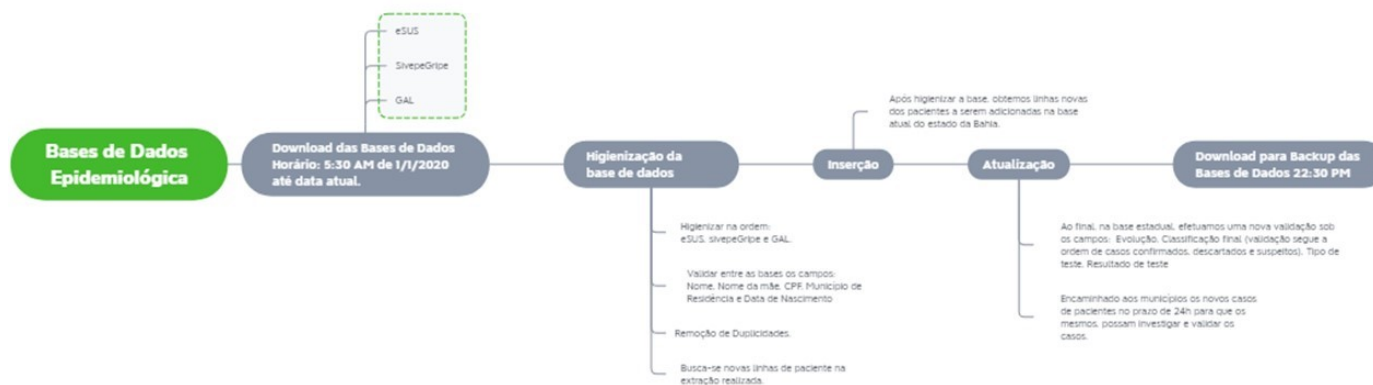 eSUS
SivepeGripe
GAL
Bases de Dados
Epidemiológica
Download das Bases de Dados
Horário: 5:30 AM de 1/1/2020
até data atual.
Higienização da
base de dados
Higienizar na ordem:
eSUS, sivepeGripe e GAL.
Validar entre as bases os campos:
Nome, Nome da mãe, CPF, Município de
Residência e Data de Nascimento
Remoção de Duplicidades.
Busca-se novas linhas de paciente na
extração realizada.
Após higienizar a base, obtemos linhas novas
dos pacientes a serem adicionadas na base
atual do estado da Bahia.
Inserção
Atualização
Ao final, na base estadual, efetuamos uma nova validação sob
os campos: Evolução, Classificação final (validação segue a
ordem de casos confirmados, descartados e suspeitos), Tipo de
teste, Resultado de teste
Encaminhado aos municípios os novos casos
de pacientes no prazo de 24h para que os
mesmos, possam investigar e validar os
casos.
Download para Backup das
Bases de Dados 22:30 PM